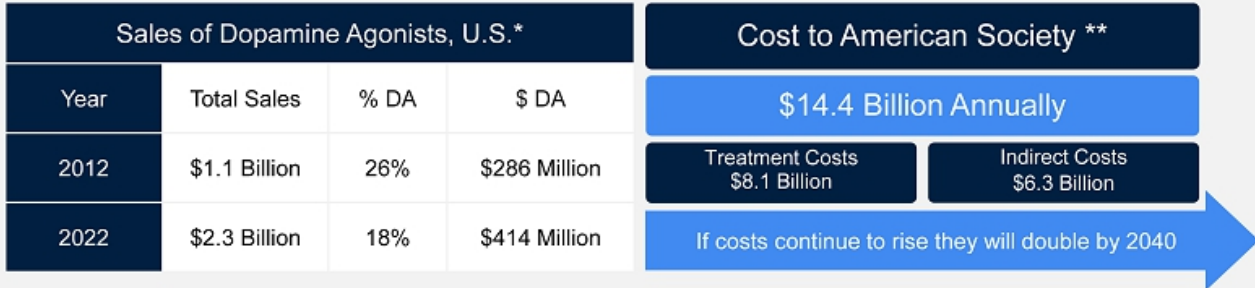 Sales of Dopamine Agonists, U.S.*
Year Total Sales % DA $ DA
2012 $1.1 Billion 26% $286 Million
2022 $2.3 Billion 18% $414 Million
Cost to American Society **
$14.4 Billion Annually
Treatment Costs
$8.1 Billion
Indirect Costs
$6.3 Billion
If costs continue to rise they will double by 2040